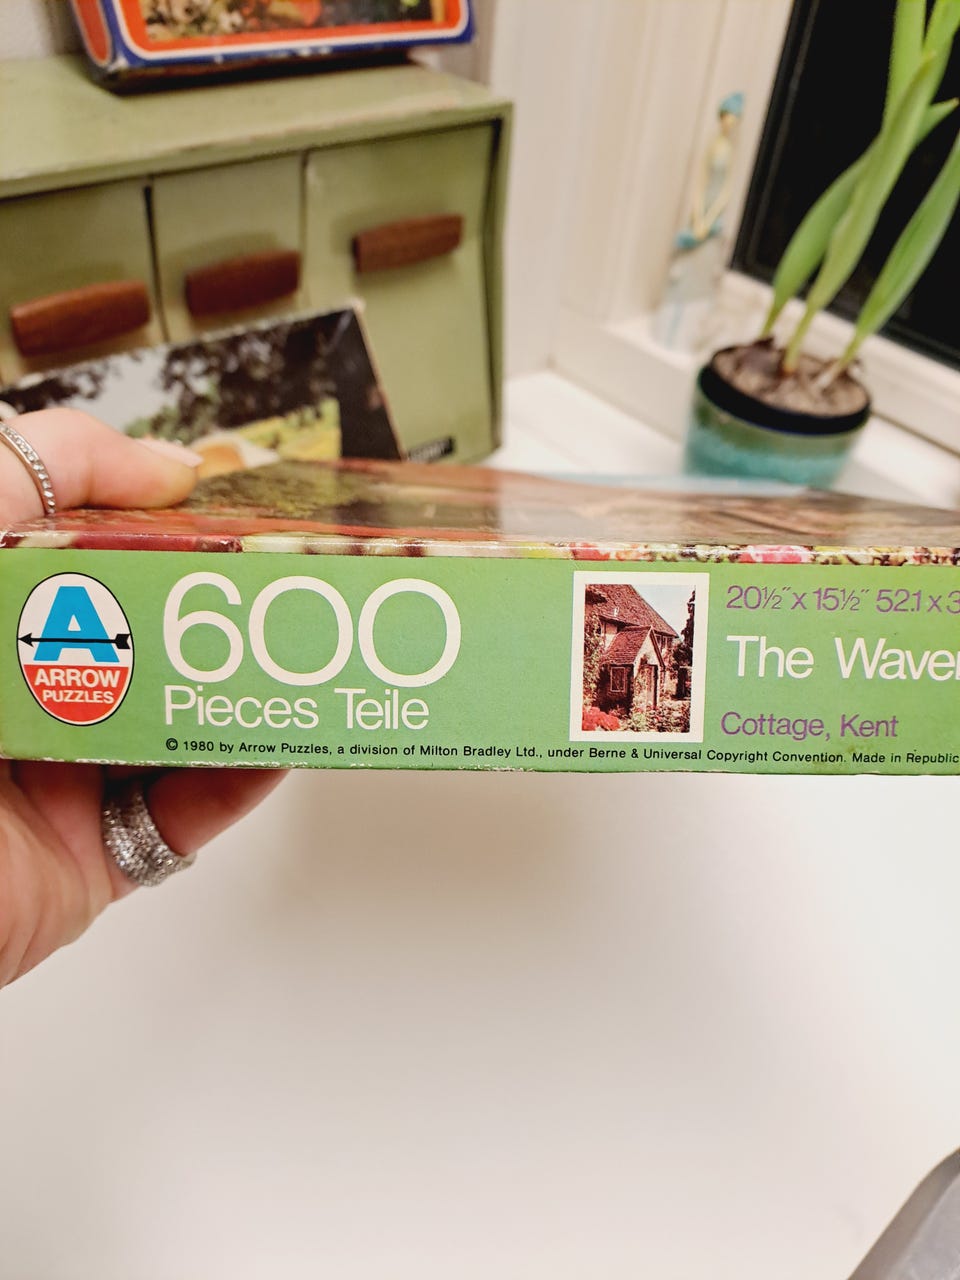 A
ARROW
PUZZLES
600
Pieces Teile
20½″ x 15½″ 52.1 x 3
The Waver
Cottage, Kent
© 1980 by Arrow Puzzles, a division of Milton Bradley Ltd., under Berne & Universal Copyright Convention. Made in Republic